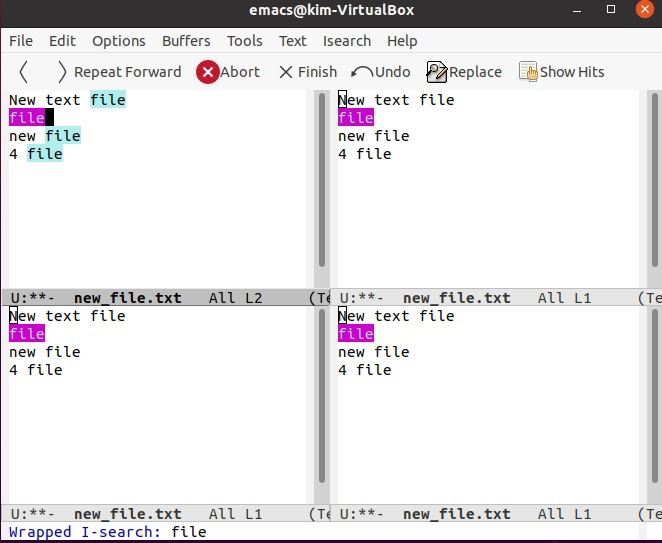 emacs@kim-VirtualBox
File Edit Options Buffers Tools Text Isearch Help
Repeat Forward Abort Finish Undo Replace Show Hits
New text file
file
new file
4 file
U:**- new_file.txt All L2 (Te
New text file
file
new file
4 file
U:**- new_file.txt All L1 (Te
New text file
file
new file
4 file
U:**- new_file.txt All L1 (Te
New text file
file
new file
4 file
U:**- new_file.txt All L1 (Te
Wrapped I-search: file